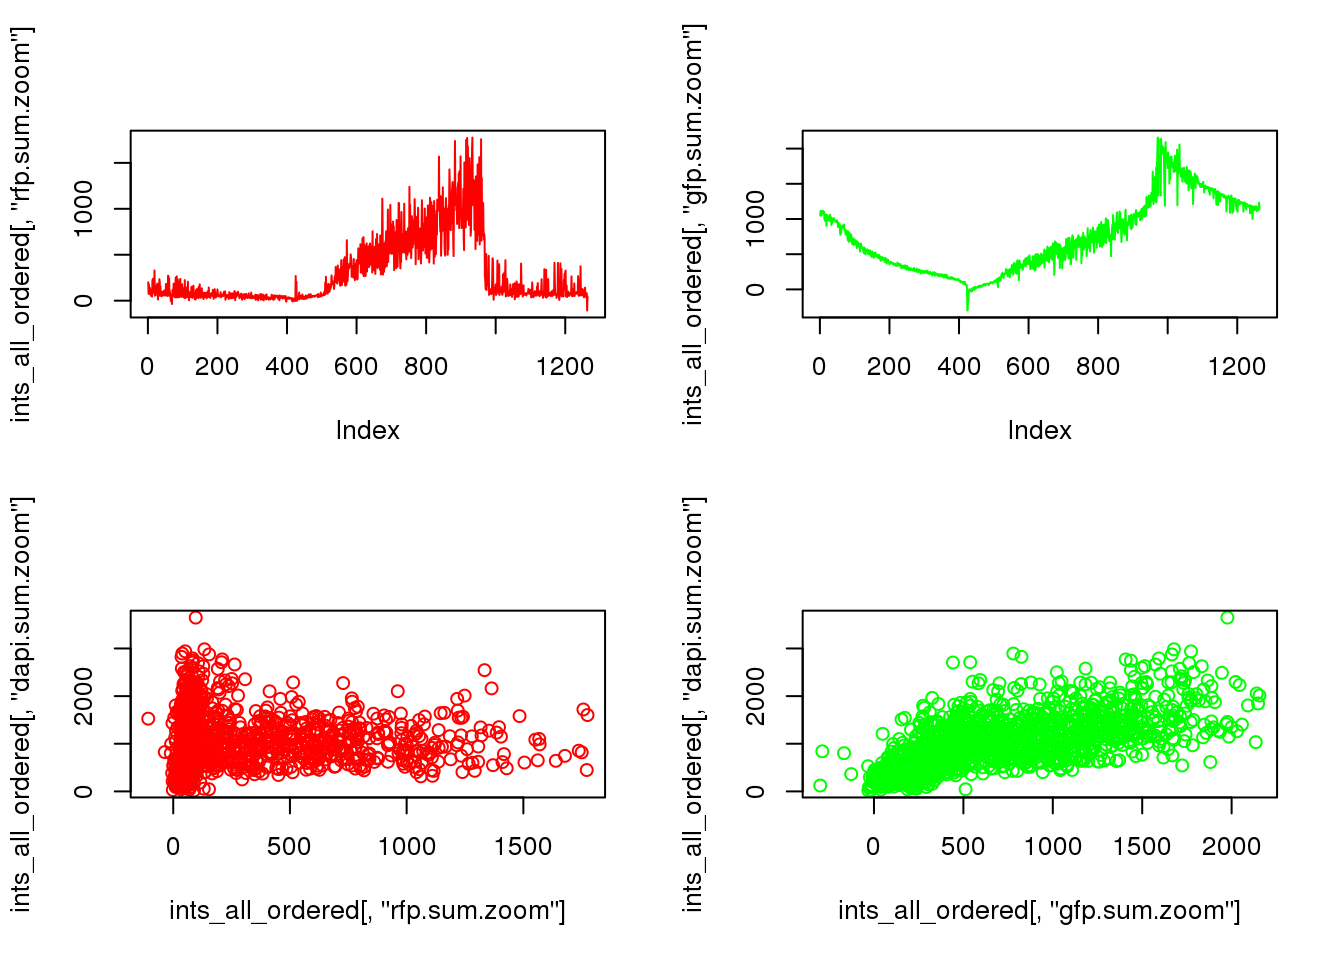 ints_all_ordered[, "rfp.sum.zoom"]
1000
0
0 200 400 600 800 1200
Index
ints_all_ordered[, "gfp.sum.zoom"]
1000
0
0 200 400 600 800 1200
Index
ints_all_ordered[, "dapi.sum.zoom"]
2000
0
0 500 1000 1500
ints_all_ordered[, "rfp.sum.zoom"]
ints_all_ordered[, "dapi.sum.zoom"]
2000
0
0 500 1000 1500 2000
ints_all_ordered[, "gfp.sum.zoom"]